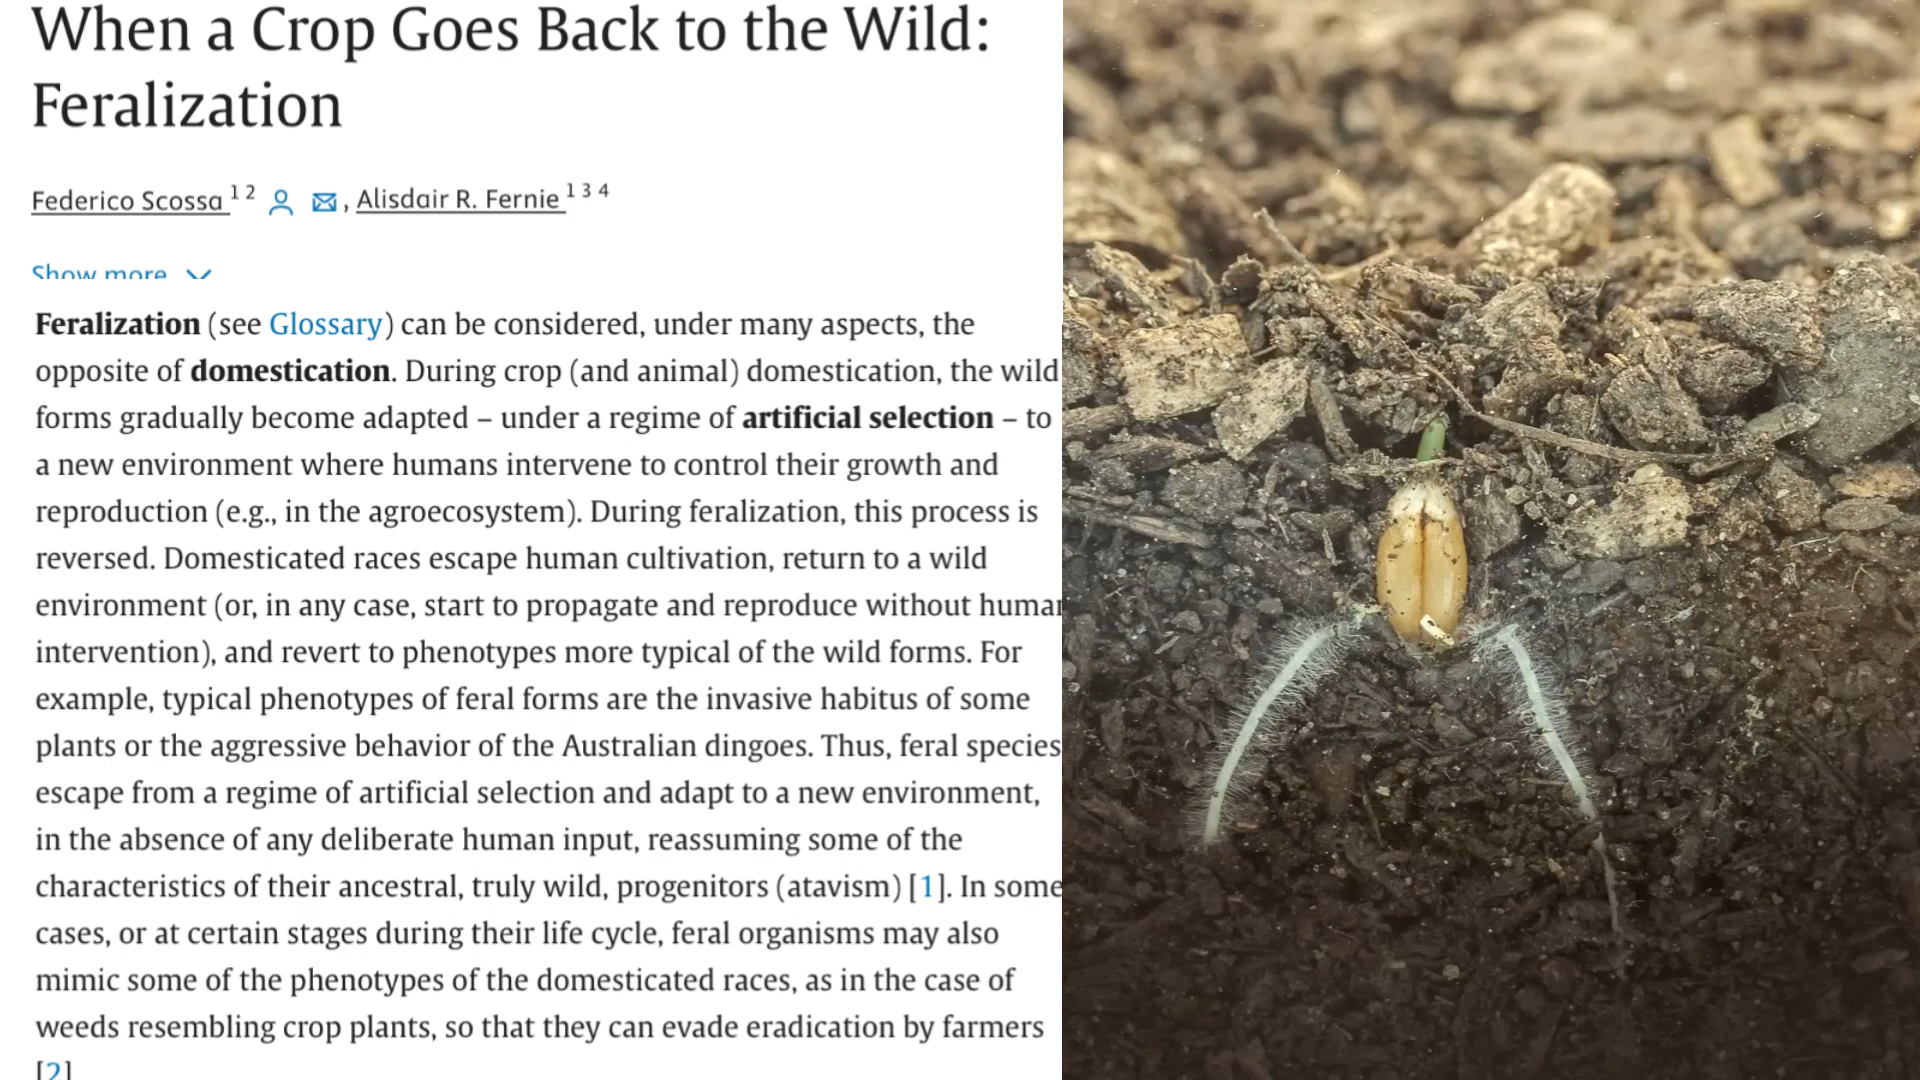 When a Crop Goes Back to the Wild:
Feralization
Federico Scossa 1 2 , Alisdair R. Fernie 1 3 4
Show more
Feralization (see Glossary) can be considered, under many aspects, the
opposite of domestication. During crop (and animal) domestication, the wild
forms gradually become adapted – under a regime of artificial selection – to
a new environment where humans intervene to control their growth and
reproduction (e.g., in the agroecosystem). During feralization, this process is
reversed. Domesticated races escape human cultivation, return to a wild
environment (or, in any case, start to propagate and reproduce without human
intervention), and revert to phenotypes more typical of the wild forms. For
example, typical phenotypes of feral forms are the invasive habitus of some
plants or the aggressive behavior of the Australian dingoes. Thus, feral species
escape from a regime of artificial selection and adapt to a new environment,
in the absence of any deliberate human input, reassuming some of the
characteristics of their ancestral, truly wild, progenitors (atavism) [1]. In some
cases, or at certain stages during their life cycle, feral organisms may also
mimic some of the phenotypes of the domesticated races, as in the case of
weeds resembling crop plants, so that they can evade eradication by farmers
[2]